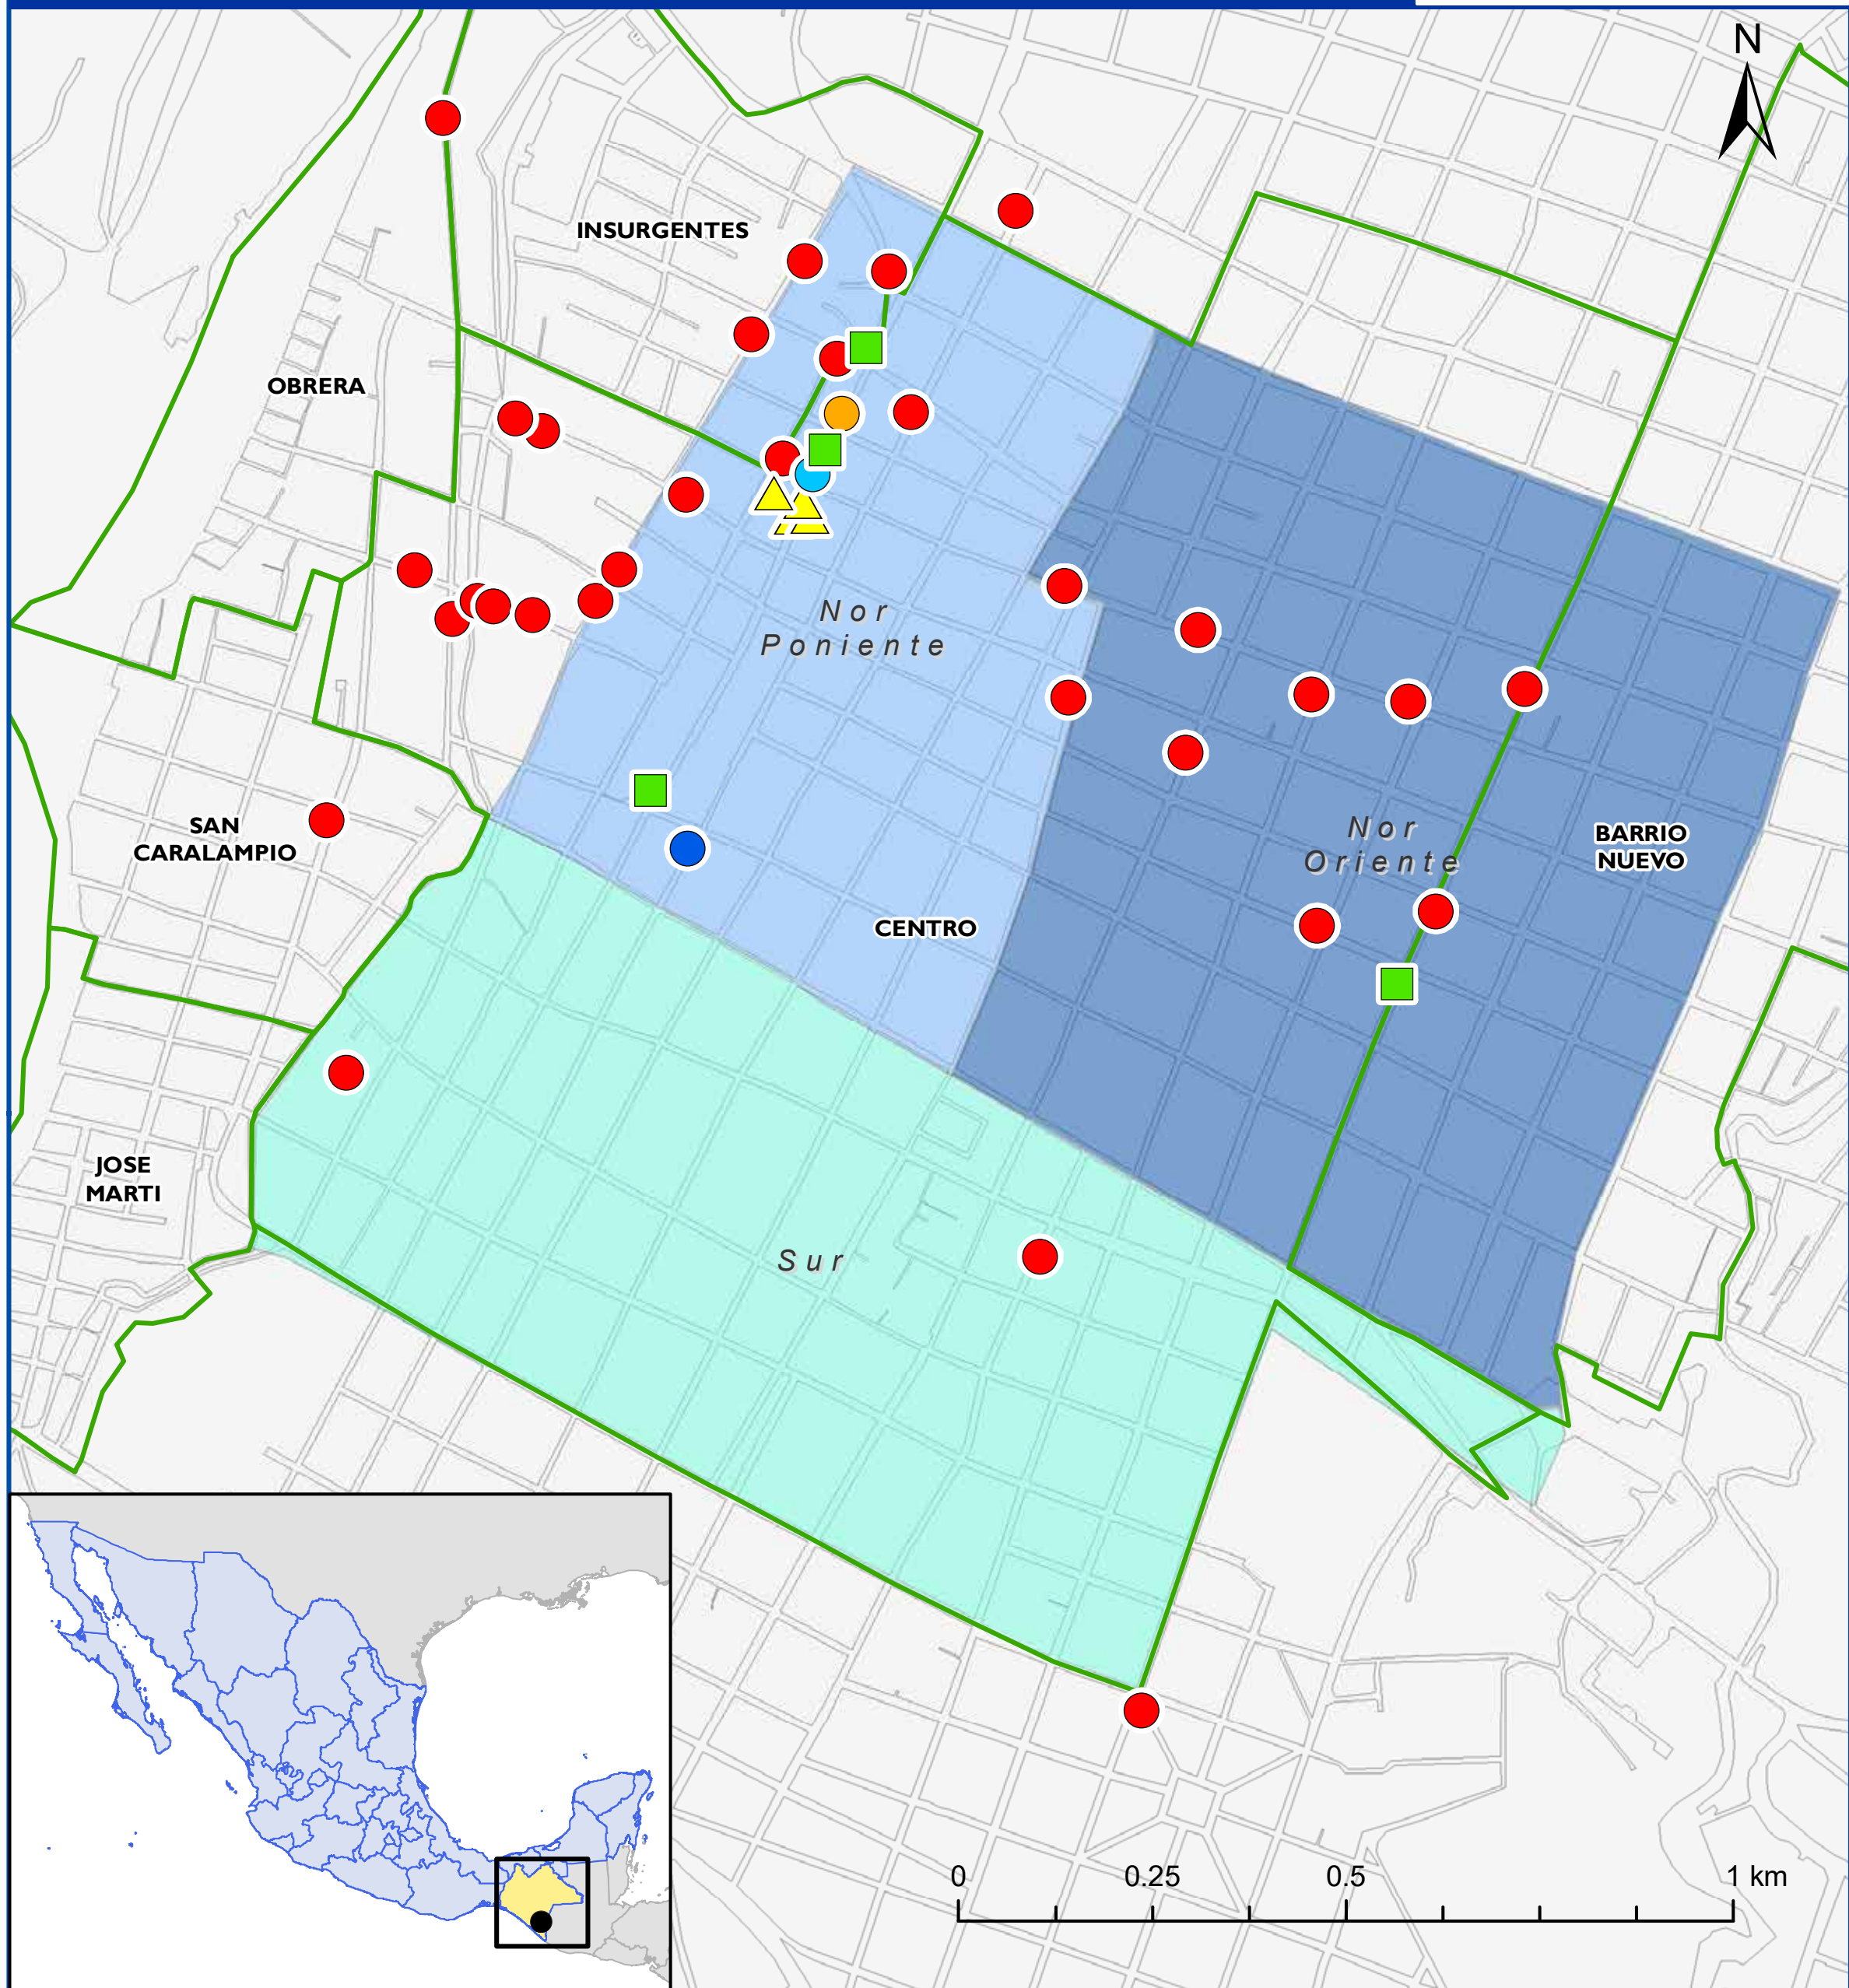 N
INSURGENTES
OBRERA
Nor
Poniente
SAN
CARALAMPIO
Nor
Oriente
BARRIO
NUEVO
CENTRO
JOSE
MARTI
Sur
0 0.25 0.5 1 km